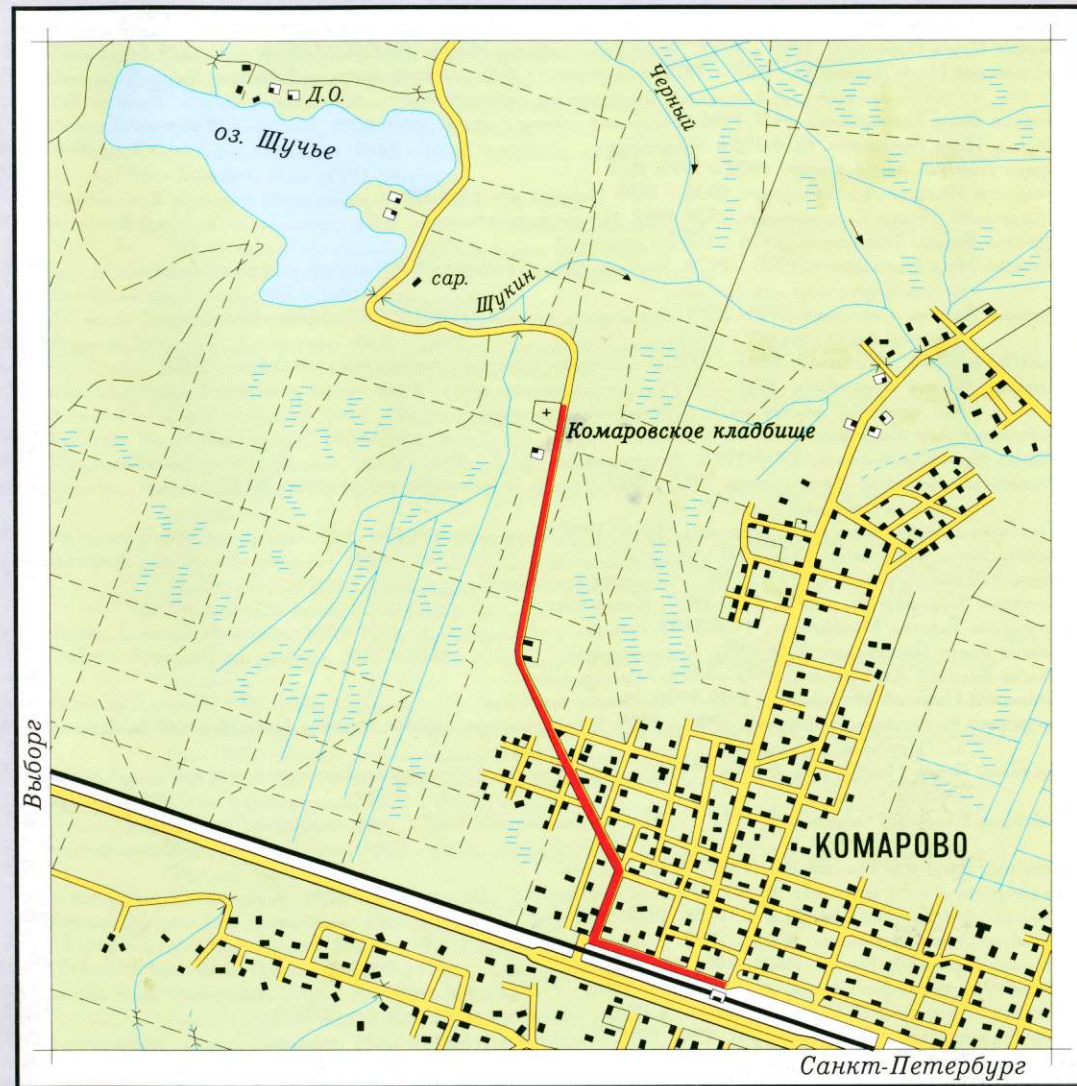 Д.О.
оз. Щучье
Черный
сар.
Щукин
Комаровское кладбище
Выборг
КОМАРОВО
Санкт-Петербург